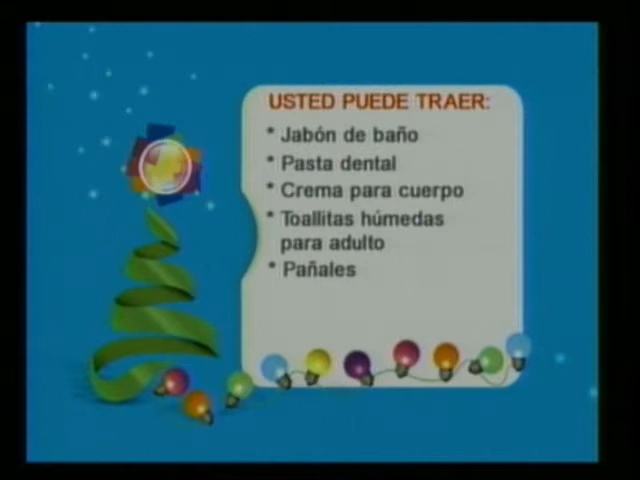 USTED PUEDE TRAER:
* Jabón de baño
* Pasta dental
* Crema para cuerpo
* Toallitas húmedas
para adulto
* Pañales